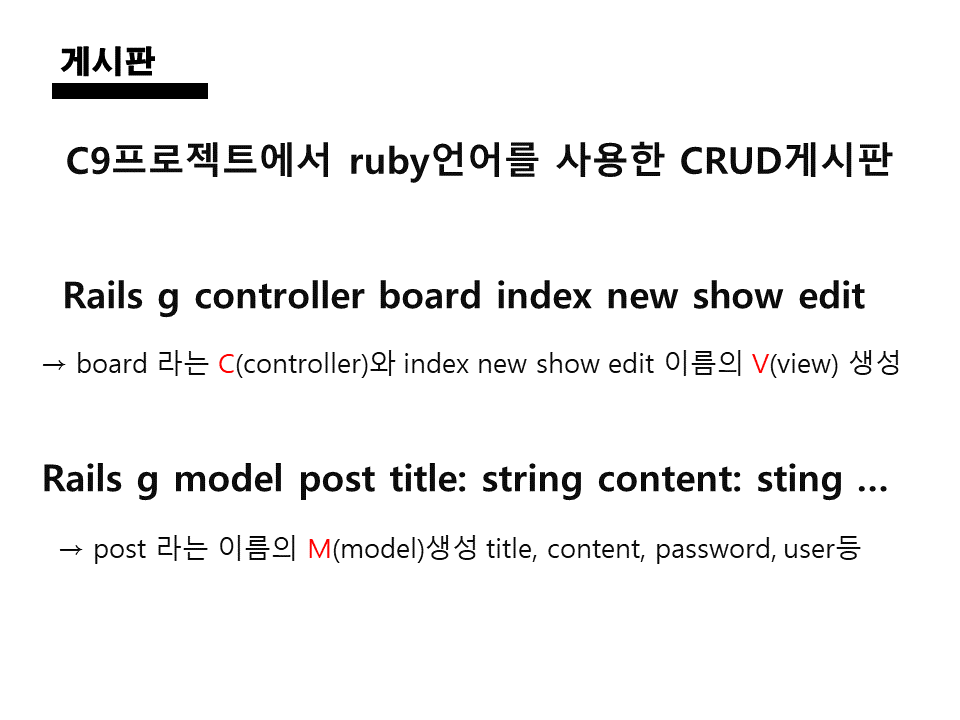 게시판
C9프로젝트에서 ruby언어를 사용한 CRUD게시판
Rails g controller board index new show edit
→ board 라는 C(controller)와 index new show edit 이름의 V(view) 생성
Rails g model post title: string content: sting …
→ post 라는 이름의 M(model)생성 title, content, password, user등